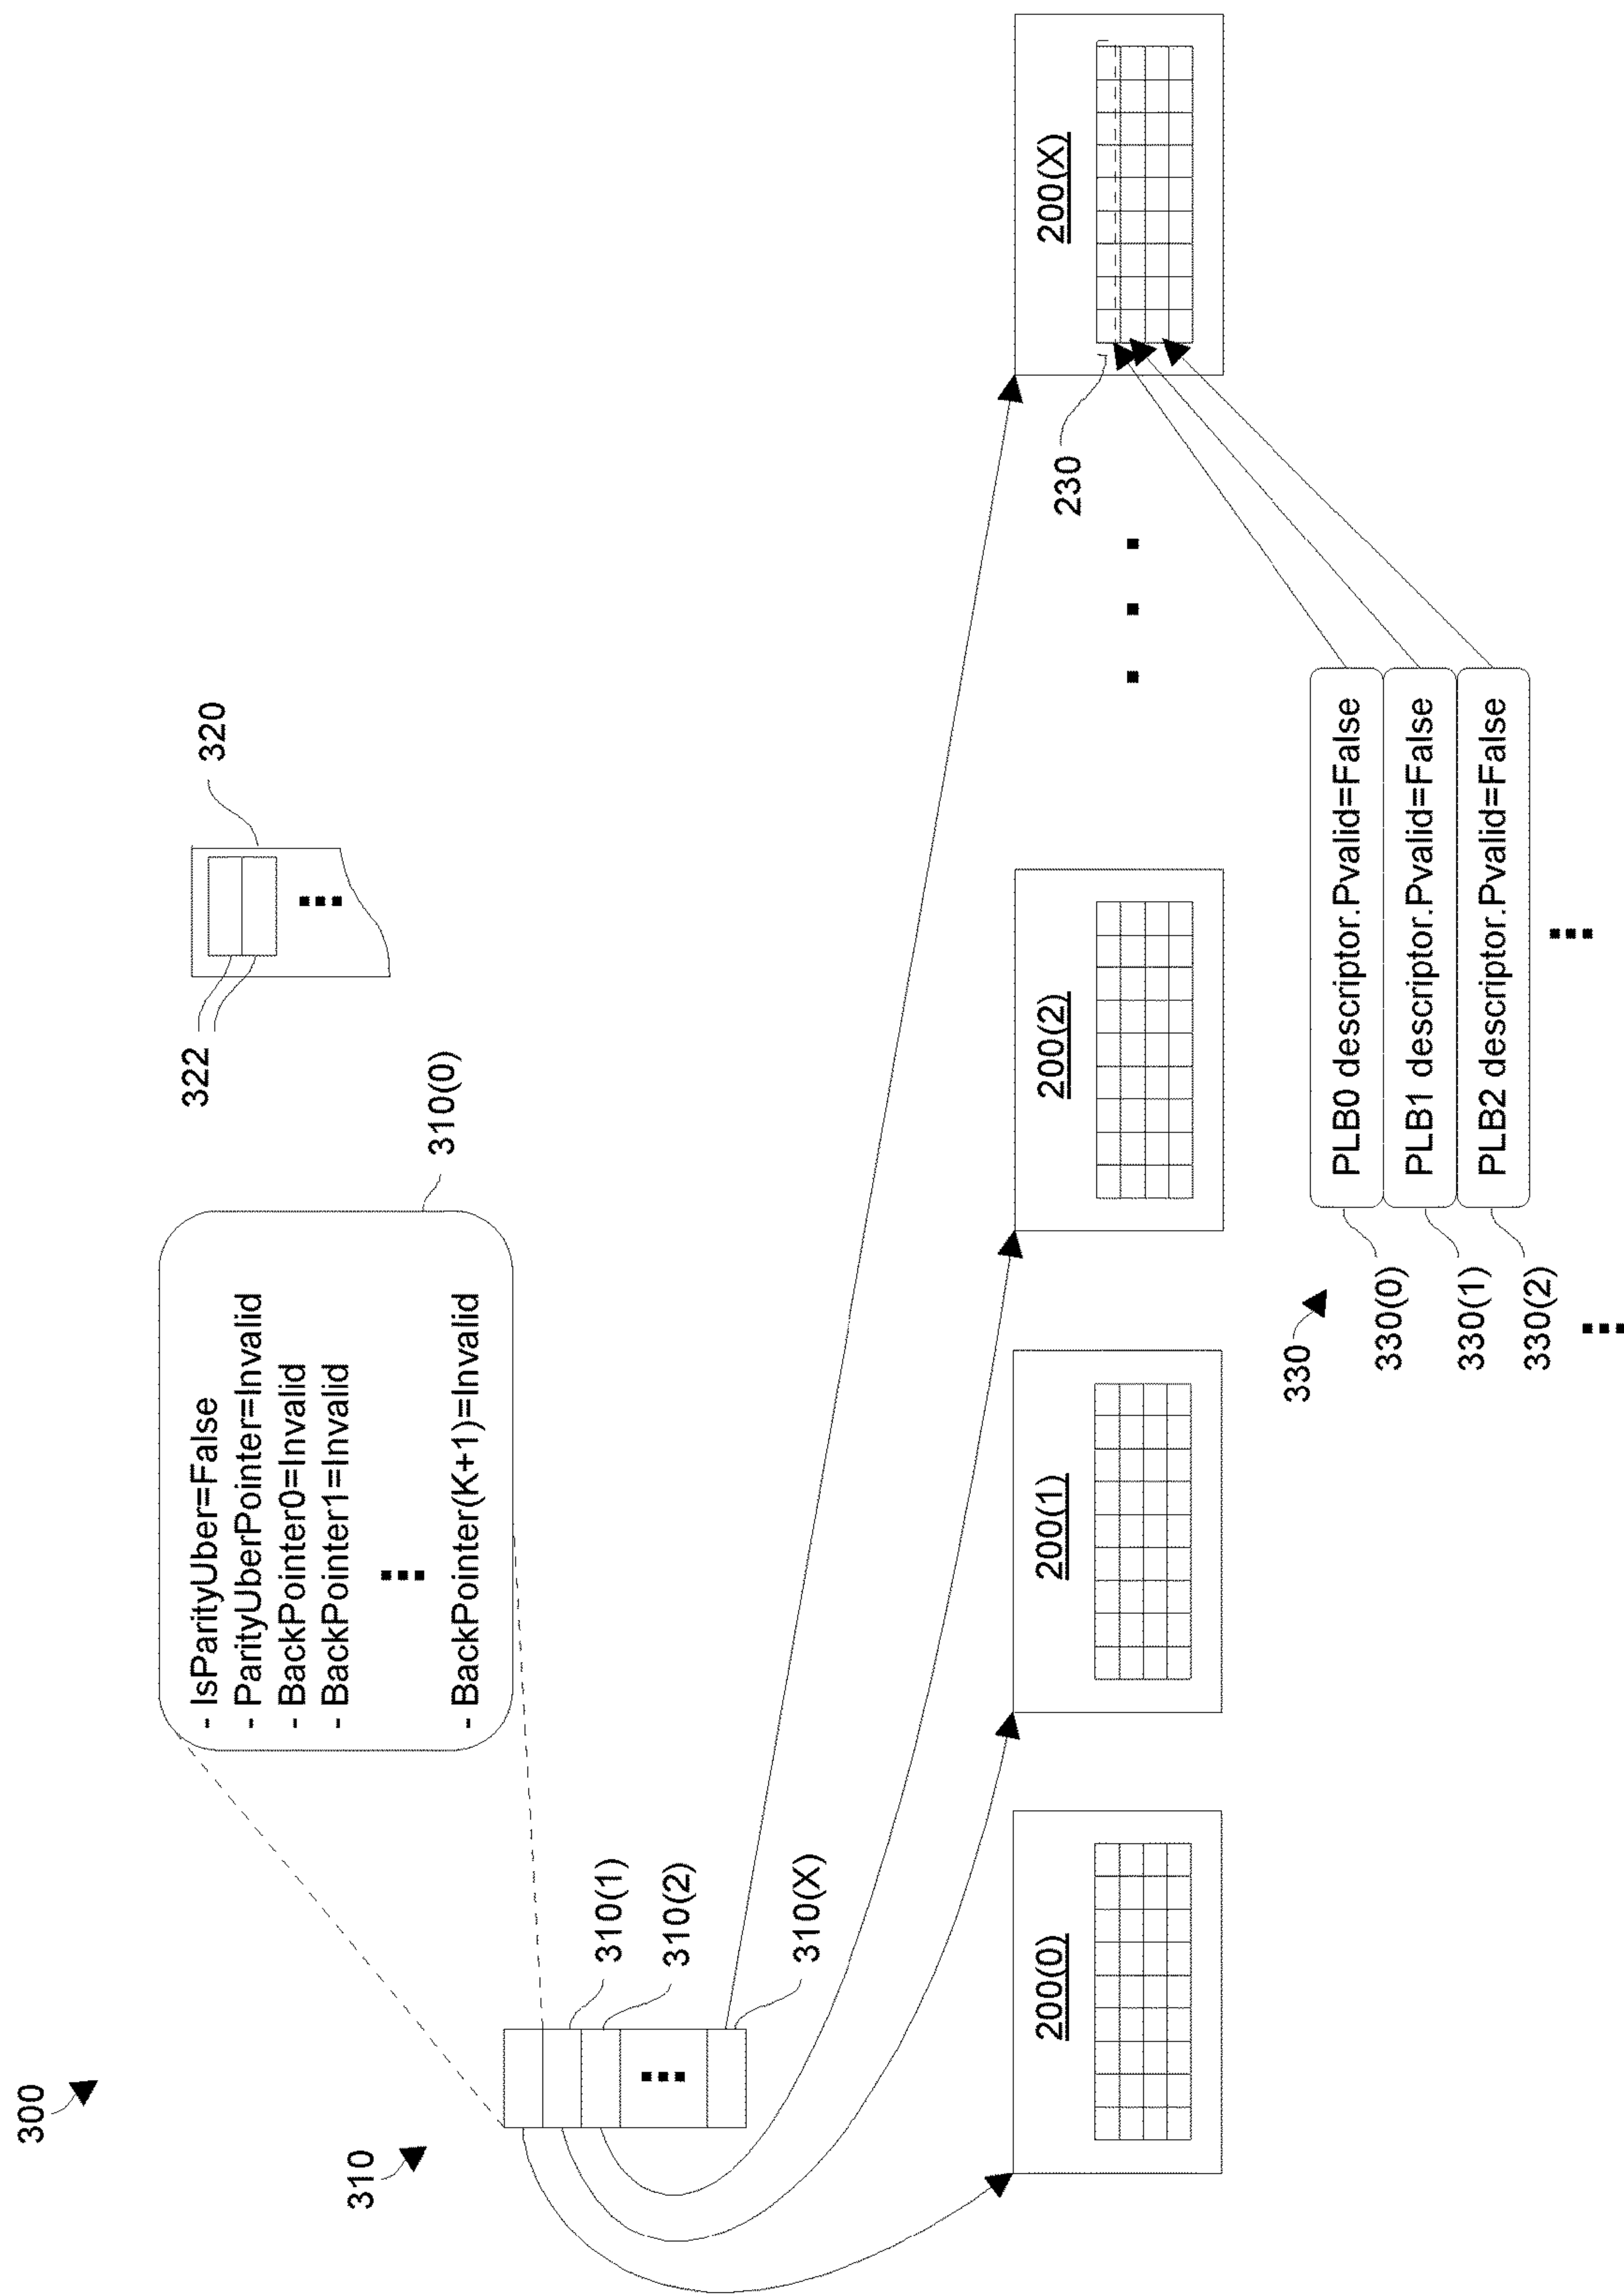 300
310
- IsParityUber=False
- ParityUberPointer=Invalid
- BackPointer0=Invalid
- BackPointer1=Invalid
- BackPointer(K+1)=Invalid
310(0)
322
320
310(1)
310(2)
310(X)
200(0)
200(1)
200(2)
200(X)
230
330
330(0)
PLB0 descriptor.Pvalid=False
330(1)
PLB1 descriptor.Pvalid=False
330(2)
PLB2 descriptor.Pvalid=False